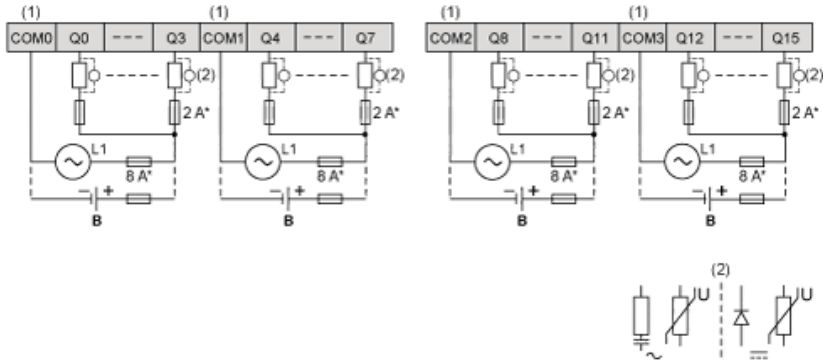 (1) (1) (1) (1)
COM0 Q0 --- Q3 COM1 Q4 --- Q7 COM2 Q8 --- Q11 COM3 Q12 --- Q15
(2) (2) (2) (2)
2 A* 2 A* 2 A* 2 A*
L1 L1 L1 L1
~ ~ ~ ~
8 A* 8 A* 8 A* 8 A*
− + − + − + − +
B B B B
(2)
U U
~